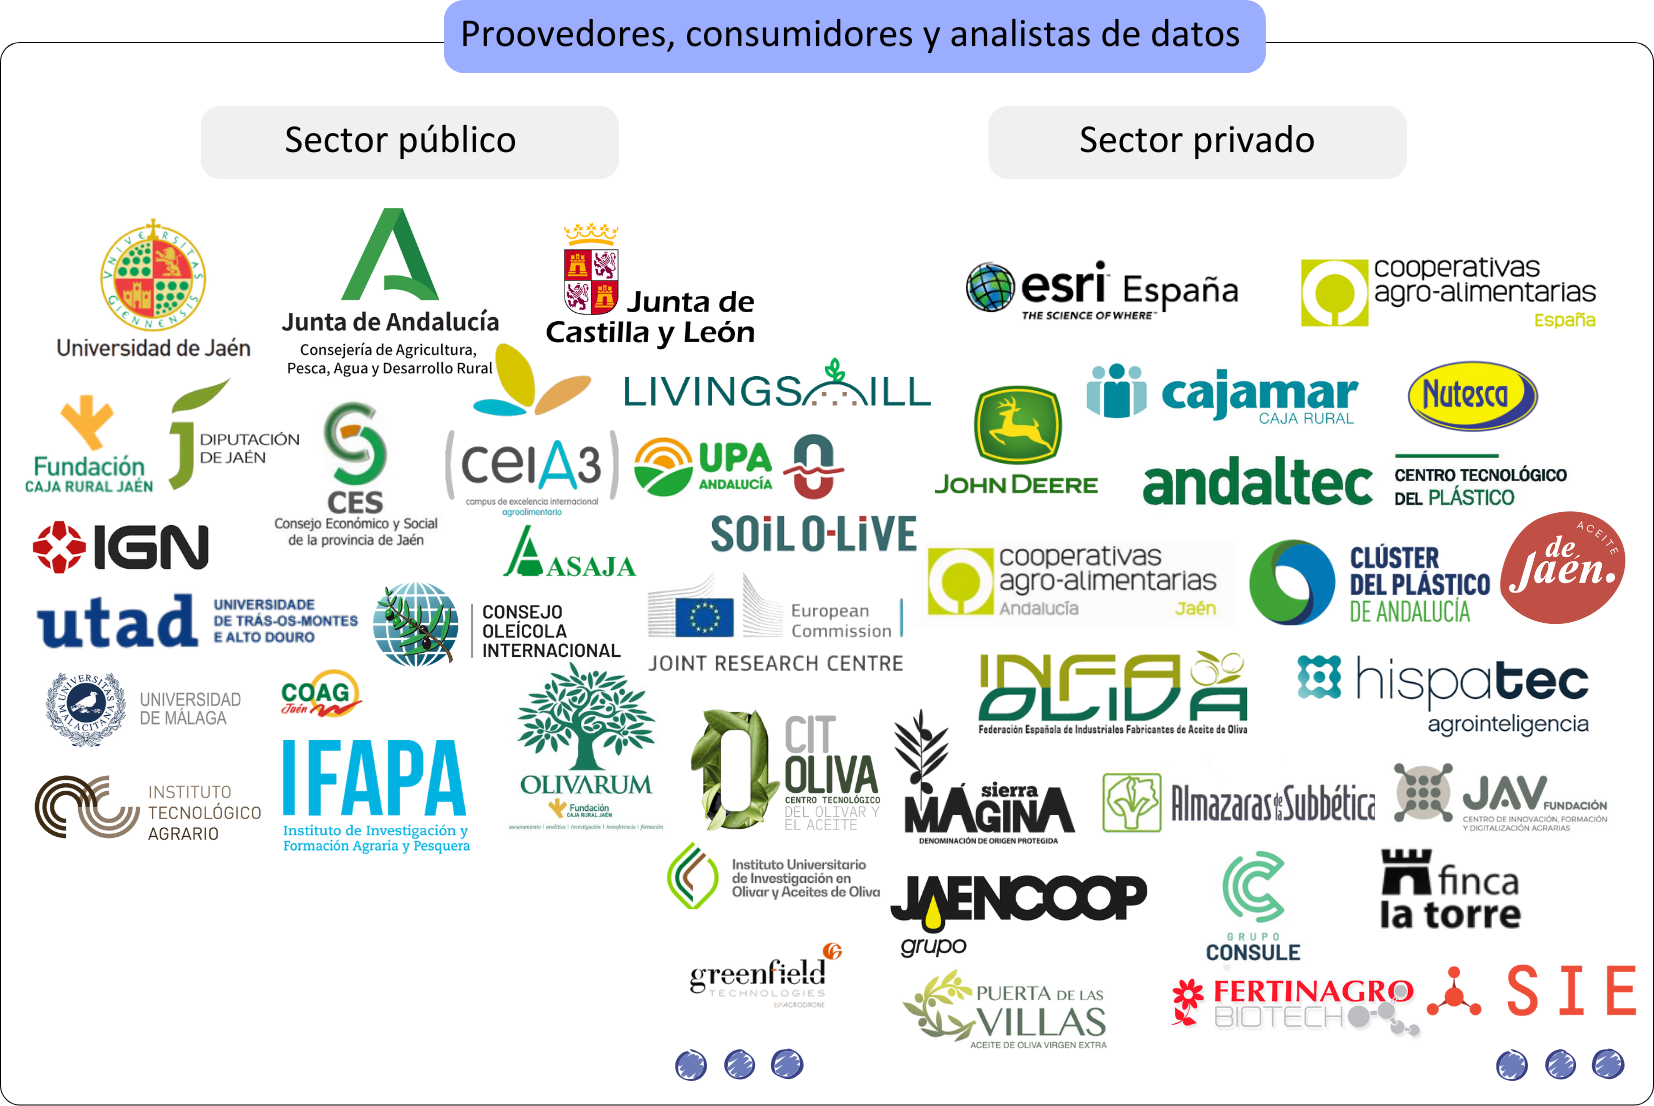 Proovedores, consumidores y analistas de datos
Sector público
Sector privado
UNIVERSITAS
GIENNENSIS
Universidad de Jaén
Junta de Andalucía
Consejería de Agricultura,
Pesca, Agua y Desarrollo Rural
Junta de
Castilla y León
esri España
THE SCIENCE OF WHERE
cooperativas
agro-alimentarias
España
Fundación
CAJA RURAL JAÉN
DIPUTACIÓN
DE JAÉN
CES
Consejo Económico y Social
de la provincia de Jaén
ceiA3
campus de excelencia internacional
agroalimentario
LIVINGSOILL
UPA
ANDALUCÍA
SOiL O-LiVE
JOHN DEERE
cajamar
CAJA RURAL
Nutesca
andaltec
CENTRO TECNOLÓGICO
DEL PLÁSTICO
IGN
ASAJA
cooperativas
agro-alimentarias
Andalucía Jaén
CLÚSTER
DEL PLÁSTICO
DE ANDALUCÍA
ACEITE
de
Jaén.
utad
UNIVERSIDADE
DE TRÁS-OS-MONTES
E ALTO DOURO
CONSEJO
OLEÍCOLA
INTERNACIONAL
European
Commission
JOINT RESEARCH CENTRE
UNIVERSITAS
MALACITANA
UNIVERSIDAD
DE MÁLAGA
COAG
Jaén
OLIVARUM
Fundación
CAJA RURAL JAÉN
asesoramiento | analítica | investigación | transferencia | formación
INFAOLIVA
Federación Española de Industriales Fabricantes de Aceite de Oliva
hispatec
agrointeligencia
INSTITUTO
TECNOLÓGICO
AGRARIO
IFAPA
Instituto de Investigación y
Formación Agraria y Pesquera
CIT
OLIVA
CENTRO TECNOLÓGICO
DEL OLIVAR Y
EL ACEITE
sierra
MÁGINA
DENOMINACIÓN DE ORIGEN PROTEGIDA
Almazaras de la Subbética
JAV FUNDACIÓN
CENTRO DE INNOVACIÓN, FORMACIÓN
Y DIGITALIZACIÓN AGRARIAS
Instituto Universitario
de Investigación en
Olivar y Aceites de Oliva
JAENCOOP
grupo
GRUPO
CONSULE
finca
la torre
greenfield
TECHNOLOGIES
by AGRODRONE
PUERTA DE LAS
VILLAS
ACEITE DE OLIVA VIRGEN EXTRA
FERTINAGRO
BIOTECH
SIE